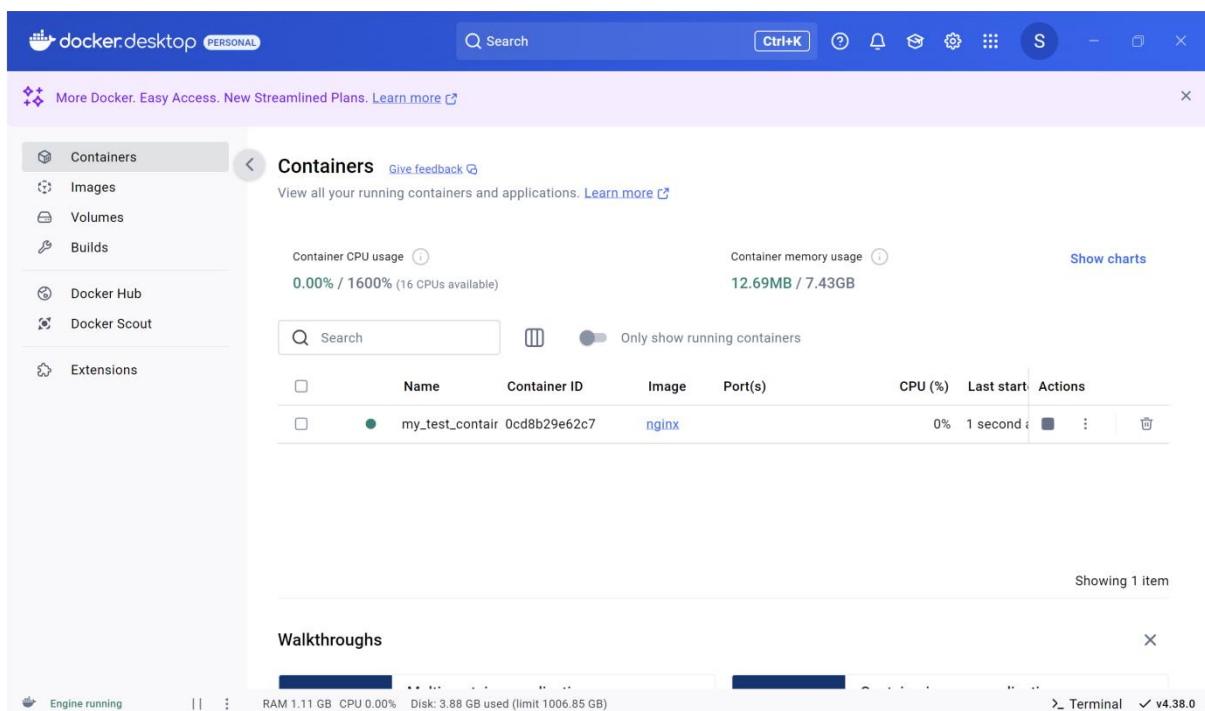 docker.desktop PERSONAL Search Ctrl+K S
More Docker. Easy Access. New Streamlined Plans. Learn more
Containers
Images
Volumes
Builds
Docker Hub
Docker Scout
Extensions
Containers Give feedback
View all your running containers and applications. Learn more
Container CPU usage
0.00% / 1600% (16 CPUs available)
Container memory usage
12.69MB / 7.43GB
Show charts
Search Only show running containers
Name Container ID Image Port(s) CPU (%) Last start Actions
my_test_contair 0cd8b29e62c7 nginx 0% 1 second
Showing 1 item
Walkthroughs
Engine running RAM 1.11 GB CPU 0.00% Disk: 3.88 GB used (limit 1006.85 GB) Terminal v4.38.0